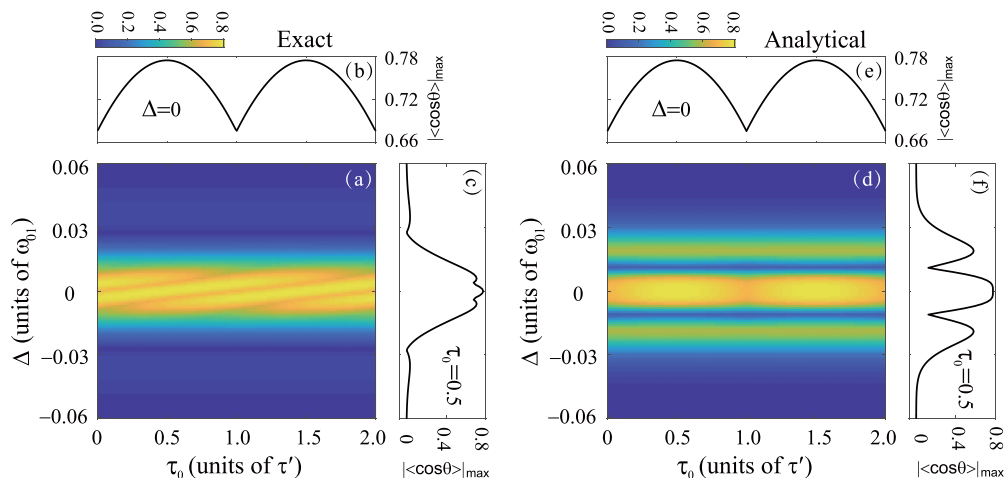 0.0 0.2 0.4 0.6 0.8
Exact
(b)
Δ=0
0.78
0.72
0.66
|<cosθ>|max
(a)
0.06
0.03
0
−0.03
−0.06
Δ (units of ω01)
0 0.5 1.0 1.5 2.0
τ0 (units of τ′)
(c)
τ0=0.5
0 0.4 0.8
|<cosθ>|max
0.0 0.2 0.4 0.6 0.8
Analytical
(e)
Δ=0
0.78
0.72
0.66
|<cosθ>|max
(d)
0.06
0.03
0
−0.03
−0.06
Δ (units of ω01)
0 0.5 1.0 1.5 2.0
τ0 (units of τ′)
(f)
τ0=0.5
0 0.4 0.8
|<cosθ>|max